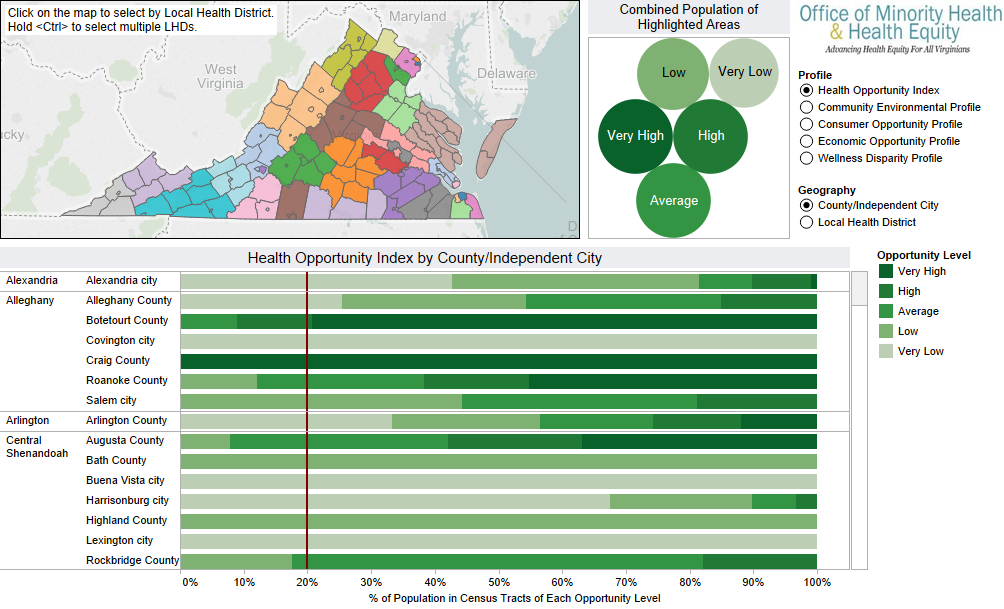 Click on the map to select by Local Health District.
Hold <Ctrl> to select multiple LHDs.
Maryland
West
Virginia
Delaware
cky
D
of C
Combined Population of
Highlighted Areas
Low
Very Low
Very High
High
Average
Office of Minority Health
& Health Equity
Advancing Health Equity For All Virginians
Profile
Health Opportunity Index
Community Environmental Profile
Consumer Opportunity Profile
Economic Opportunity Profile
Wellness Disparity Profile
Geography
County/Independent City
Local Health District
Health Opportunity Index by County/Independent City
Alexandria Alexandria city
Alleghany Alleghany County
Botetourt County
Covington city
Craig County
Roanoke County
Salem city
Arlington Arlington County
Central Shenandoah Augusta County
Bath County
Buena Vista city
Harrisonburg city
Highland County
Lexington city
Rockbridge County
0% 10% 20% 30% 40% 50% 60% 70% 80% 90% 100%
% of Population in Census Tracts of Each Opportunity Level
Opportunity Level
Very High
High
Average
Low
Very Low